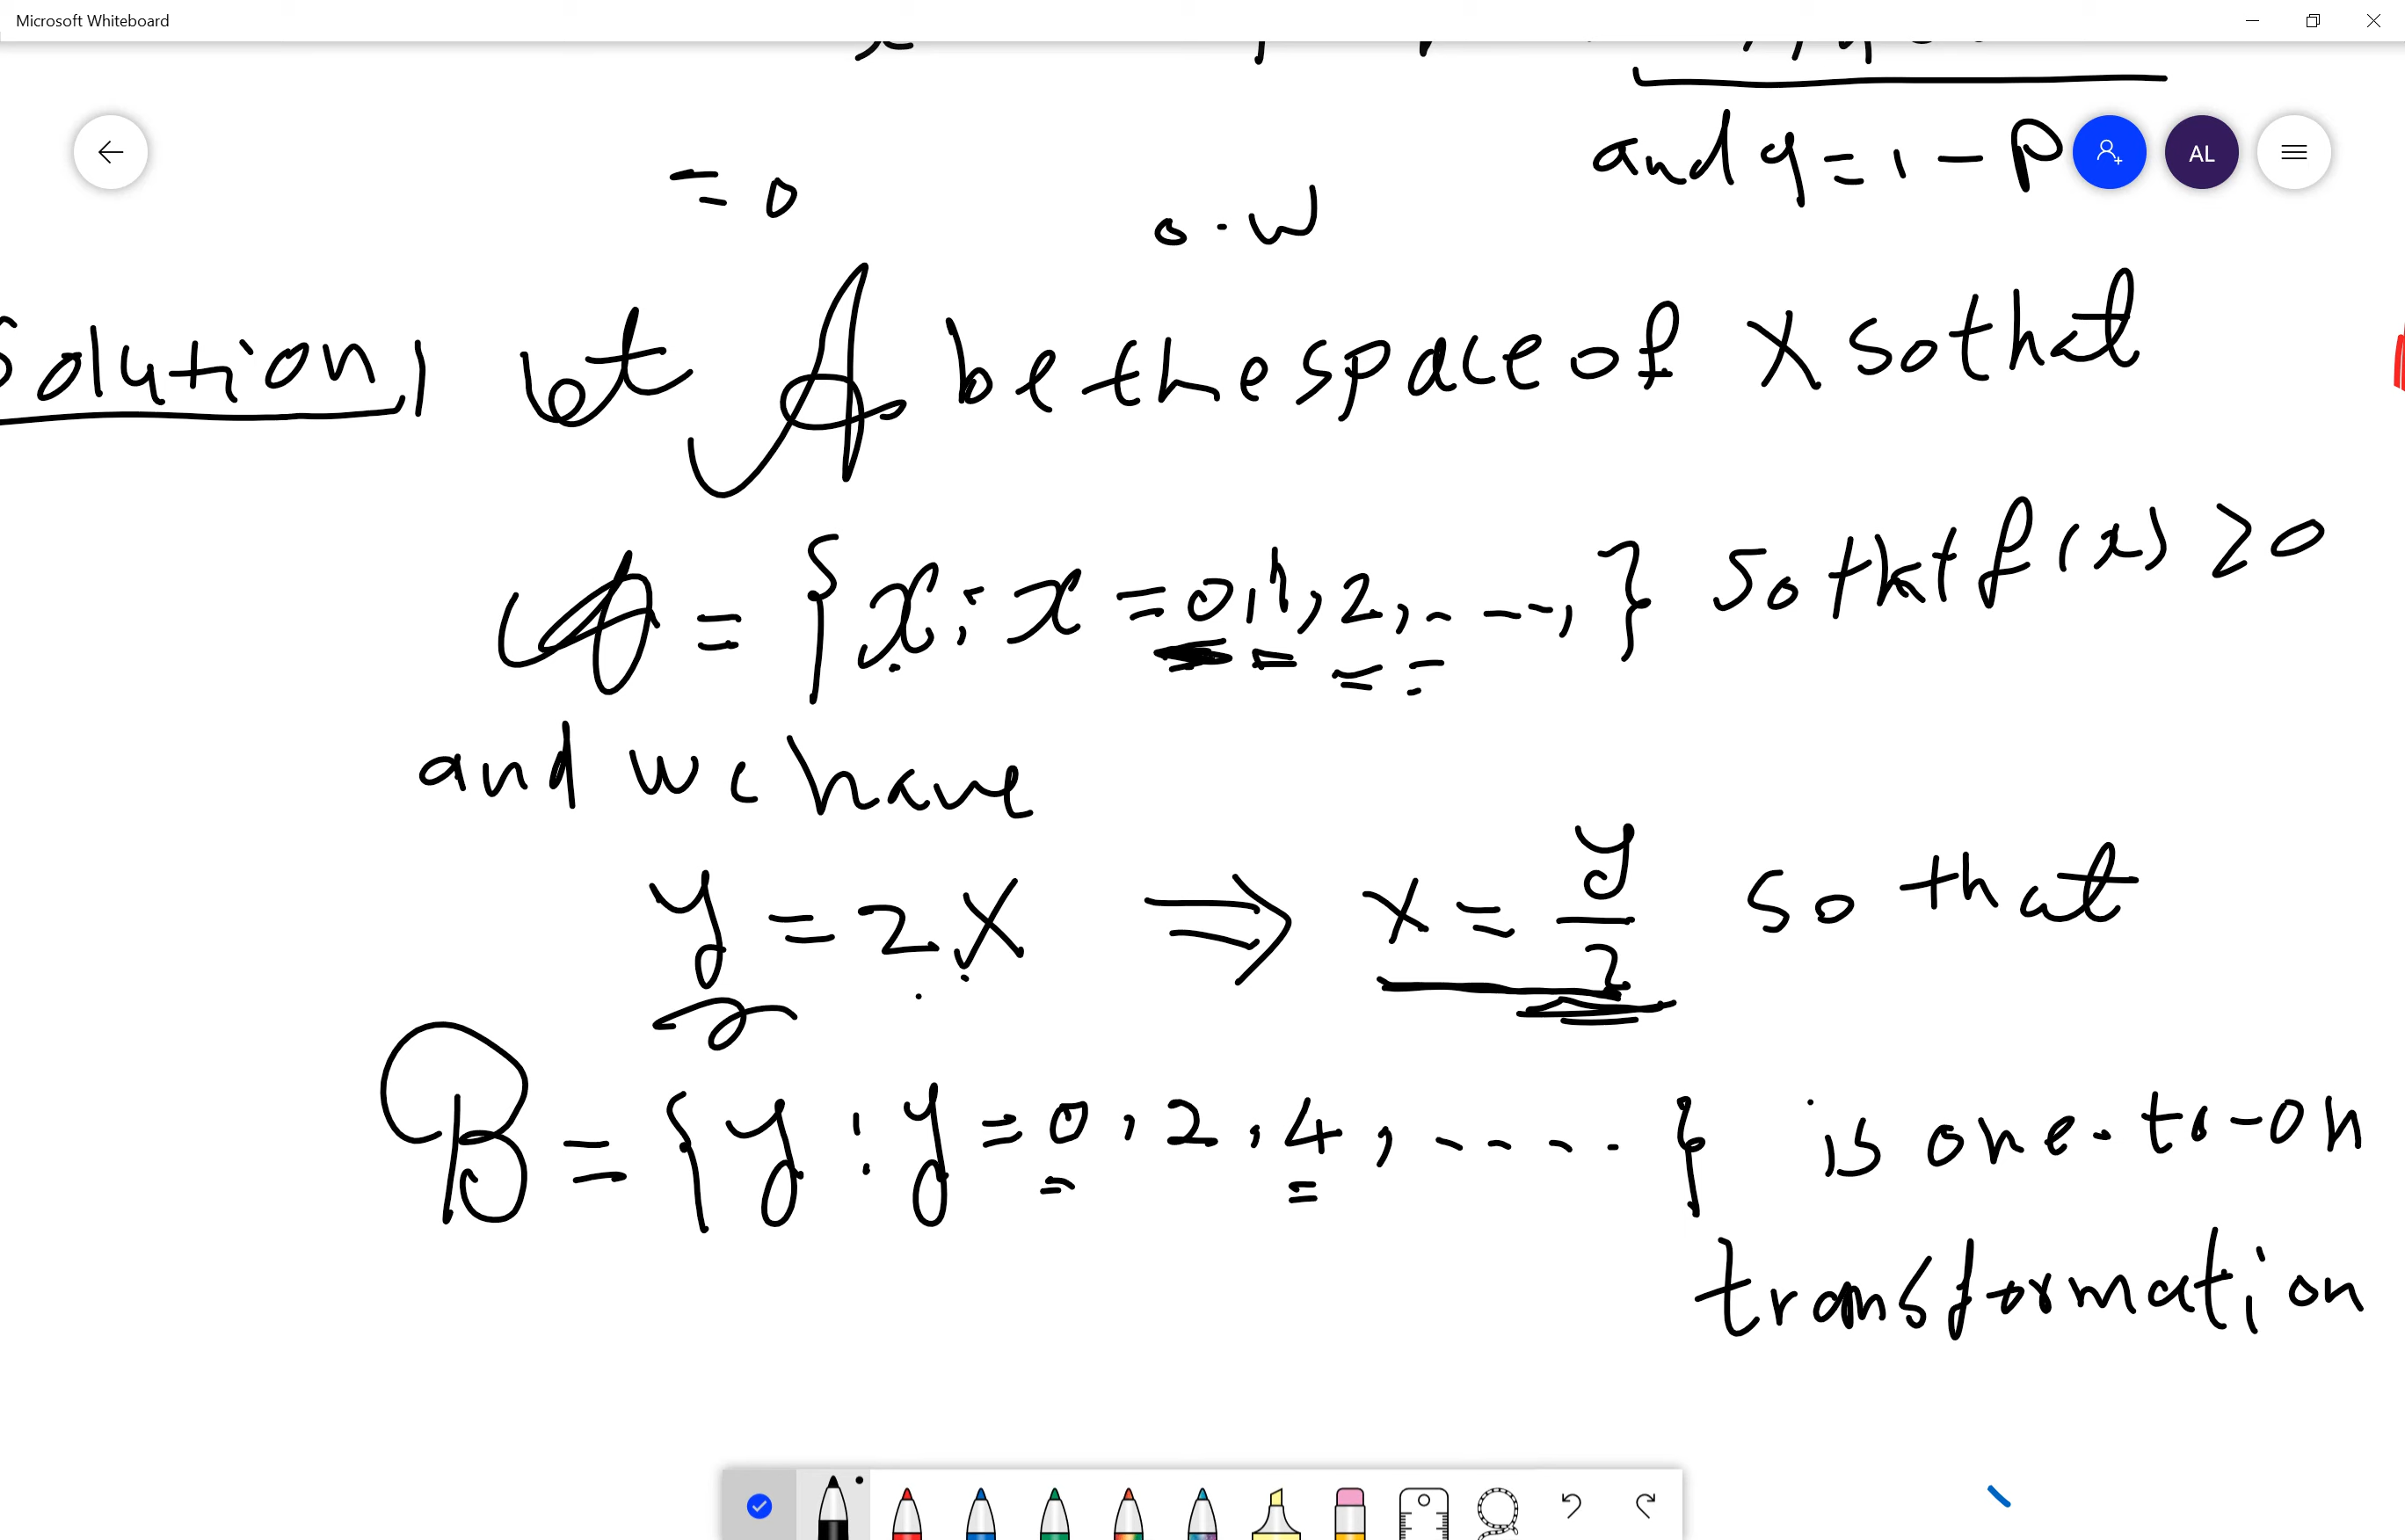 Microsoft Whiteboard
and q = 1 - P
AL
= 0 o.w
Solution, let A be the space of X so that
A = {x : x = 0, 1, 2, - - -, } so that f(x) ≥ 0
and we have
y = 2X ⇒ X = y/2 so that
B = {y : y = 0, 2, 4, - - - - } is one-to-on
transformation